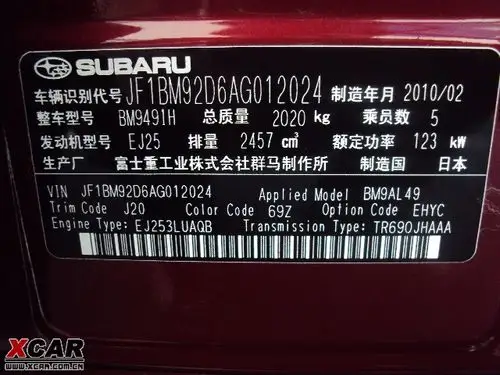 SUBARU
车辆识别代号 JF1BM92D6AG012024 制造年月 2010/02
整车型号 BM9491H 总质量 2020 kg 乘员数 5
发动机型号 EJ25 排量 2457 cm³ 额定功率 123 kW
生产厂 富士重工业株式会社群马制作所 制造国 日本
VIN JF1BM92D6AG012024 Applied Model BM9AL49
Trim Code J20 Color Code 69Z Option Code EHYC
Engine Type; EJ253LUAQB Transmission Type; TR690JHAAA
XCAR
www.xcar.com.cn